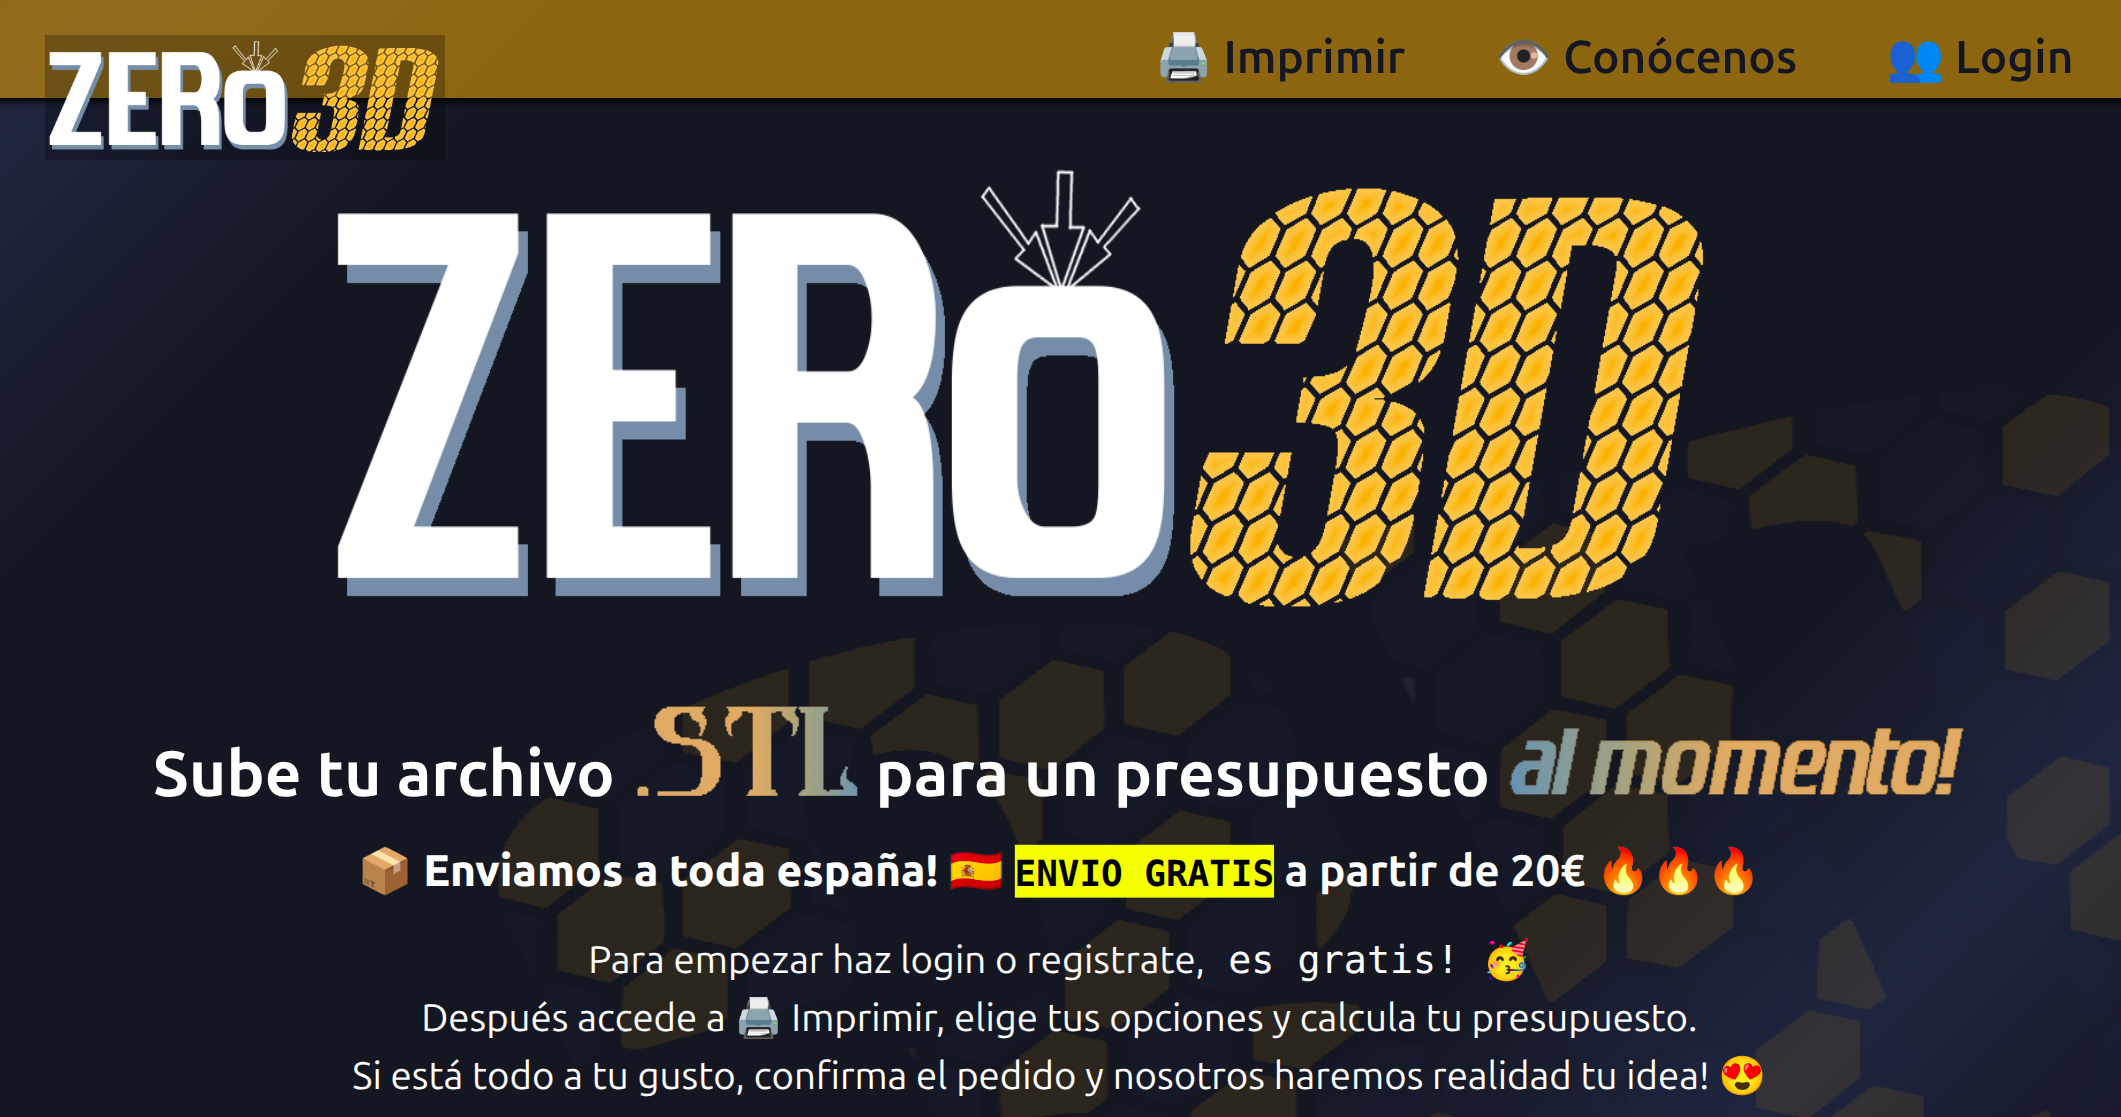 ZERo3D
🖨️ Imprimir 👁️ Conócenos 👥 Login
ZERo3D
Sube tu archivo .STL para un presupuesto al momento!
📦 Enviamos a toda españa! 🇪🇸 ENVIO GRATIS a partir de 20€ 🔥🔥🔥
Para empezar haz login o registrate, es gratis! 🥳
Después accede a 🖨️ Imprimir, elige tus opciones y calcula tu presupuesto.
Si está todo a tu gusto, confirma el pedido y nosotros haremos realidad tu idea! 😍